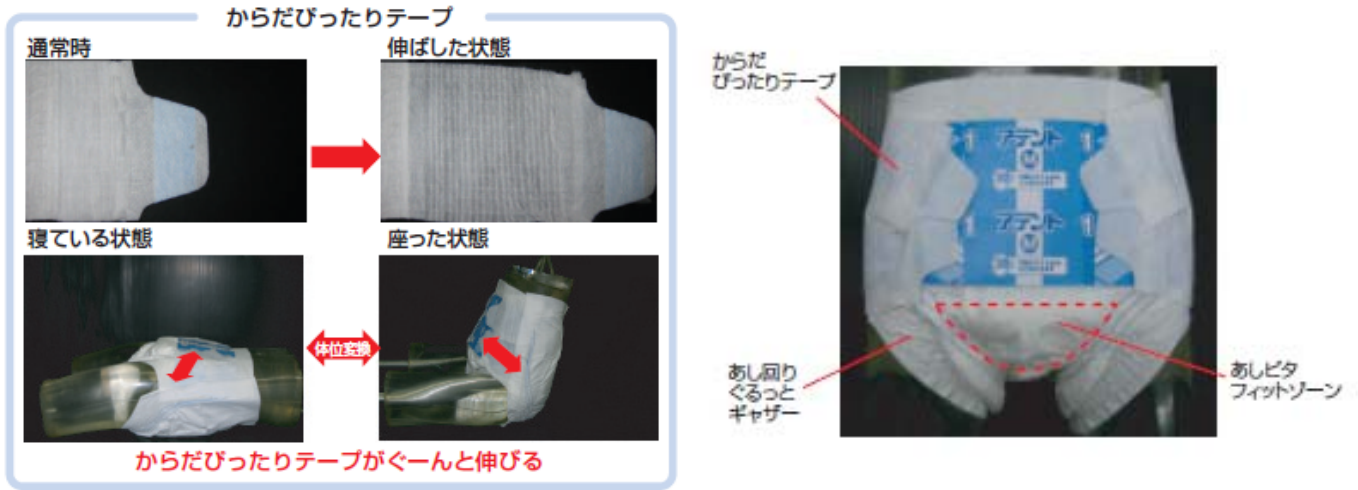 からだぴったりテープ
通常時
伸ばした状態
寝ている状態
座った状態
体位変換
からだぴったりテープがぐーんと伸びる
からだ
ぴったりテープ
1 アテント 1
M
1 アテント 1
M
あし回り
ぐるっと
ギャザー
あしピタ
フィットゾーン